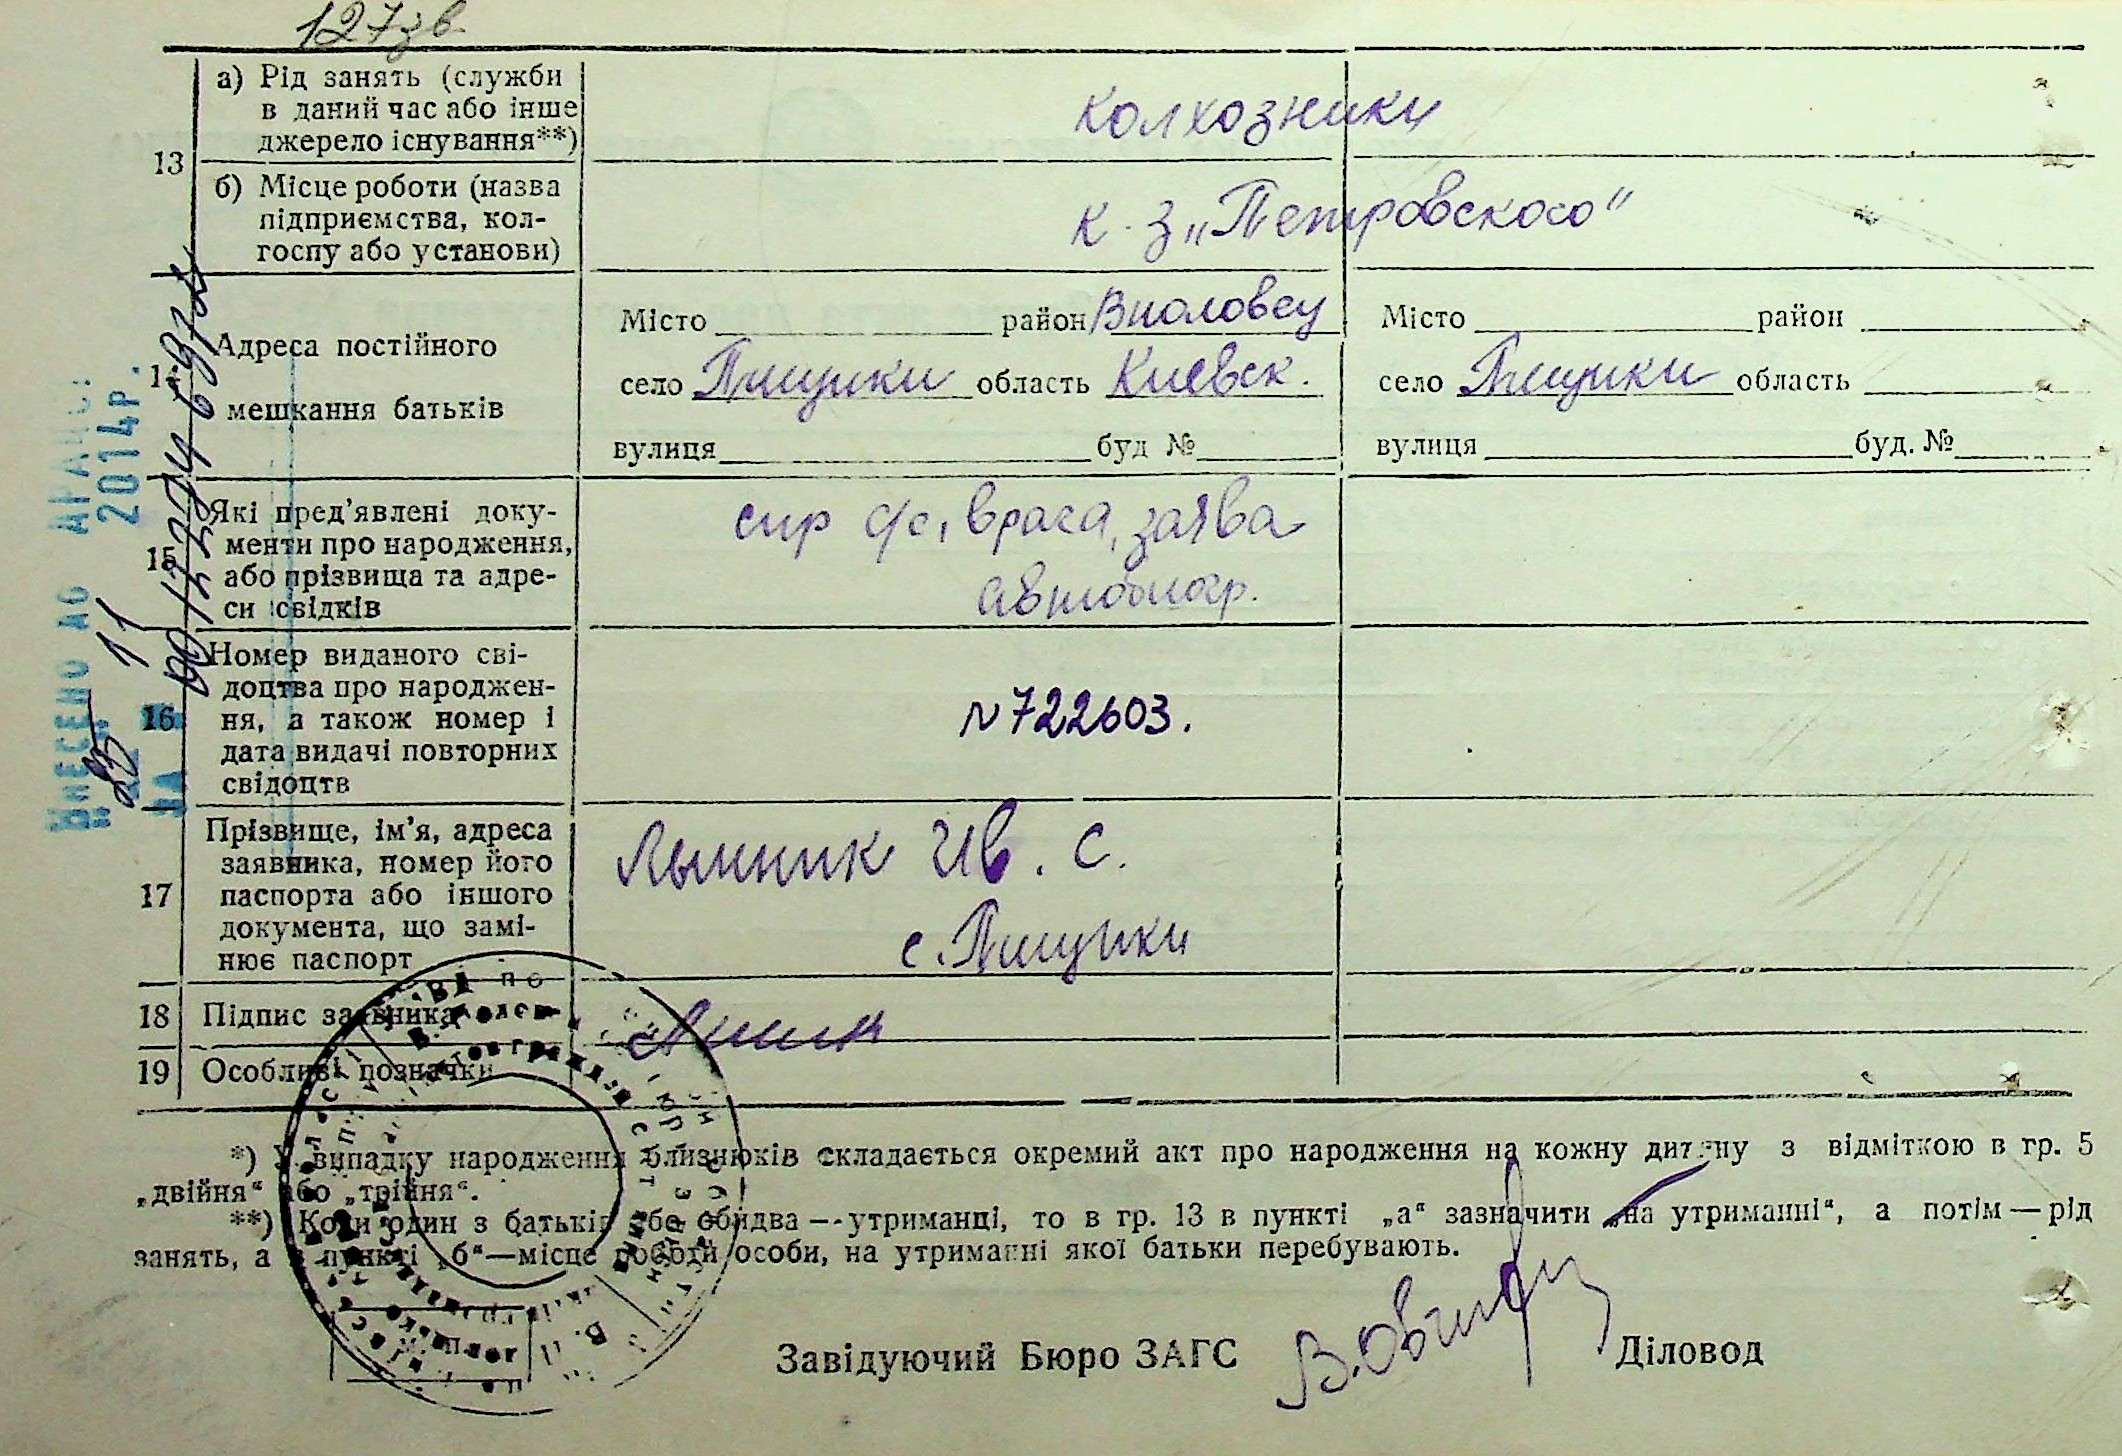 127зв
13
а) Рід занять (служби
в даний час або інше
джерело існування**)
колхозники
б) Місце роботи (назва
підприємства, кол-
госпу або установи)
к-з „Петровского"
14
Адреса постійного
мешкання батьків
Місто район
село Пищики область Киевск.
вулиця буд №
Місто район
село Пищики область
вулиця буд. №
15
Які пред'явлені доку-
менти про народження,
або прізвища та адре-
си свідків
спр с/с, врага, заява
автобиогр.
16
Номер виданого сві-
доцтва про народжен-
ня, а також номер і
дата видачі повторних
свідоцтв
N 722603.
17
Прізвище, ім'я, адреса
заявника, номер його
паспорта або іншого
документа, що замі-
нює паспорт
Ив. С.
с. Пищики
18 Підпис заявника
19 Особливі позначки
*) У випадку народження близнюків складається окремий акт про народження на кожну дитину з відміткою в гр. 5
„двійня“ або „трійня“.
**) Коли один з батьків або обидва — утриманці, то в гр. 13 в пункті „а“ зазначити „на утриманні“, а потім — рід
занять, а в пункті „б“—місце роботи особи, на утриманні якої батьки перебувають.
Завідуючий Бюро ЗАГС
Діловод
ВНЕСЕНО ДО ДРАЦС:
25 11 2014р.